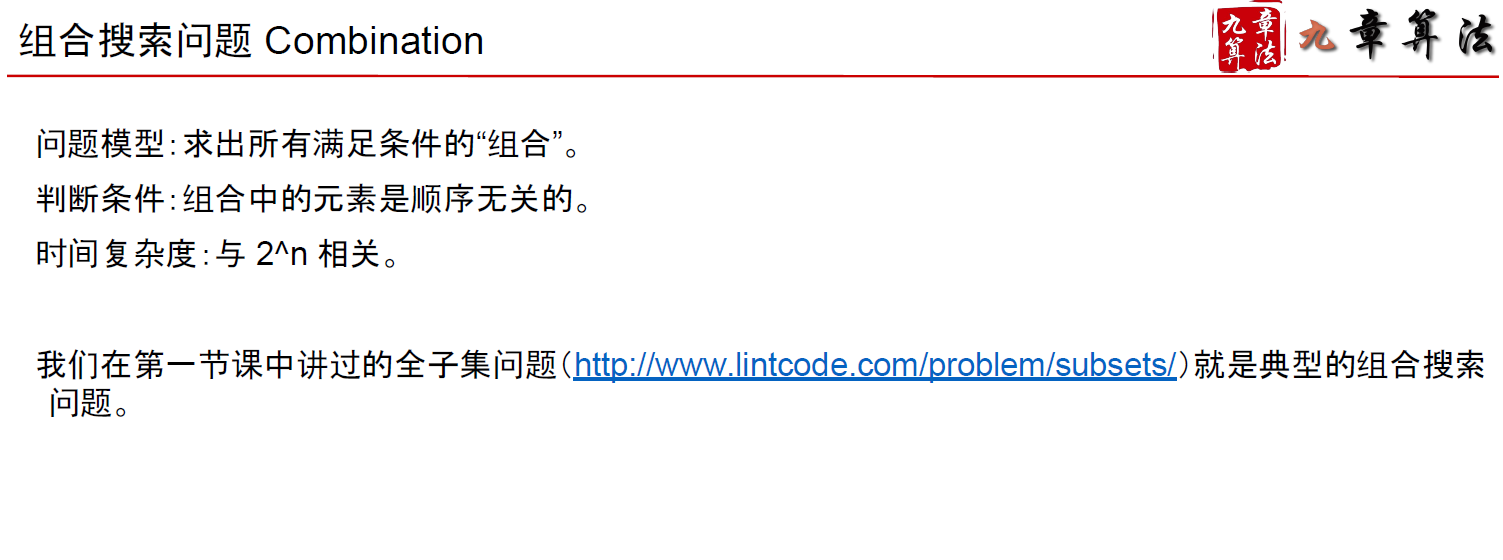 组合搜索问题 Combination
九章算法
九章算法
问题模型：求出所有满足条件的“组合”。
判断条件：组合中的元素是顺序无关的。
时间复杂度：与 2^n 相关。
我们在第一节课中讲过的全子集问题（http://www.lintcode.com/problem/subsets/）就是典型的组合搜索
问题。